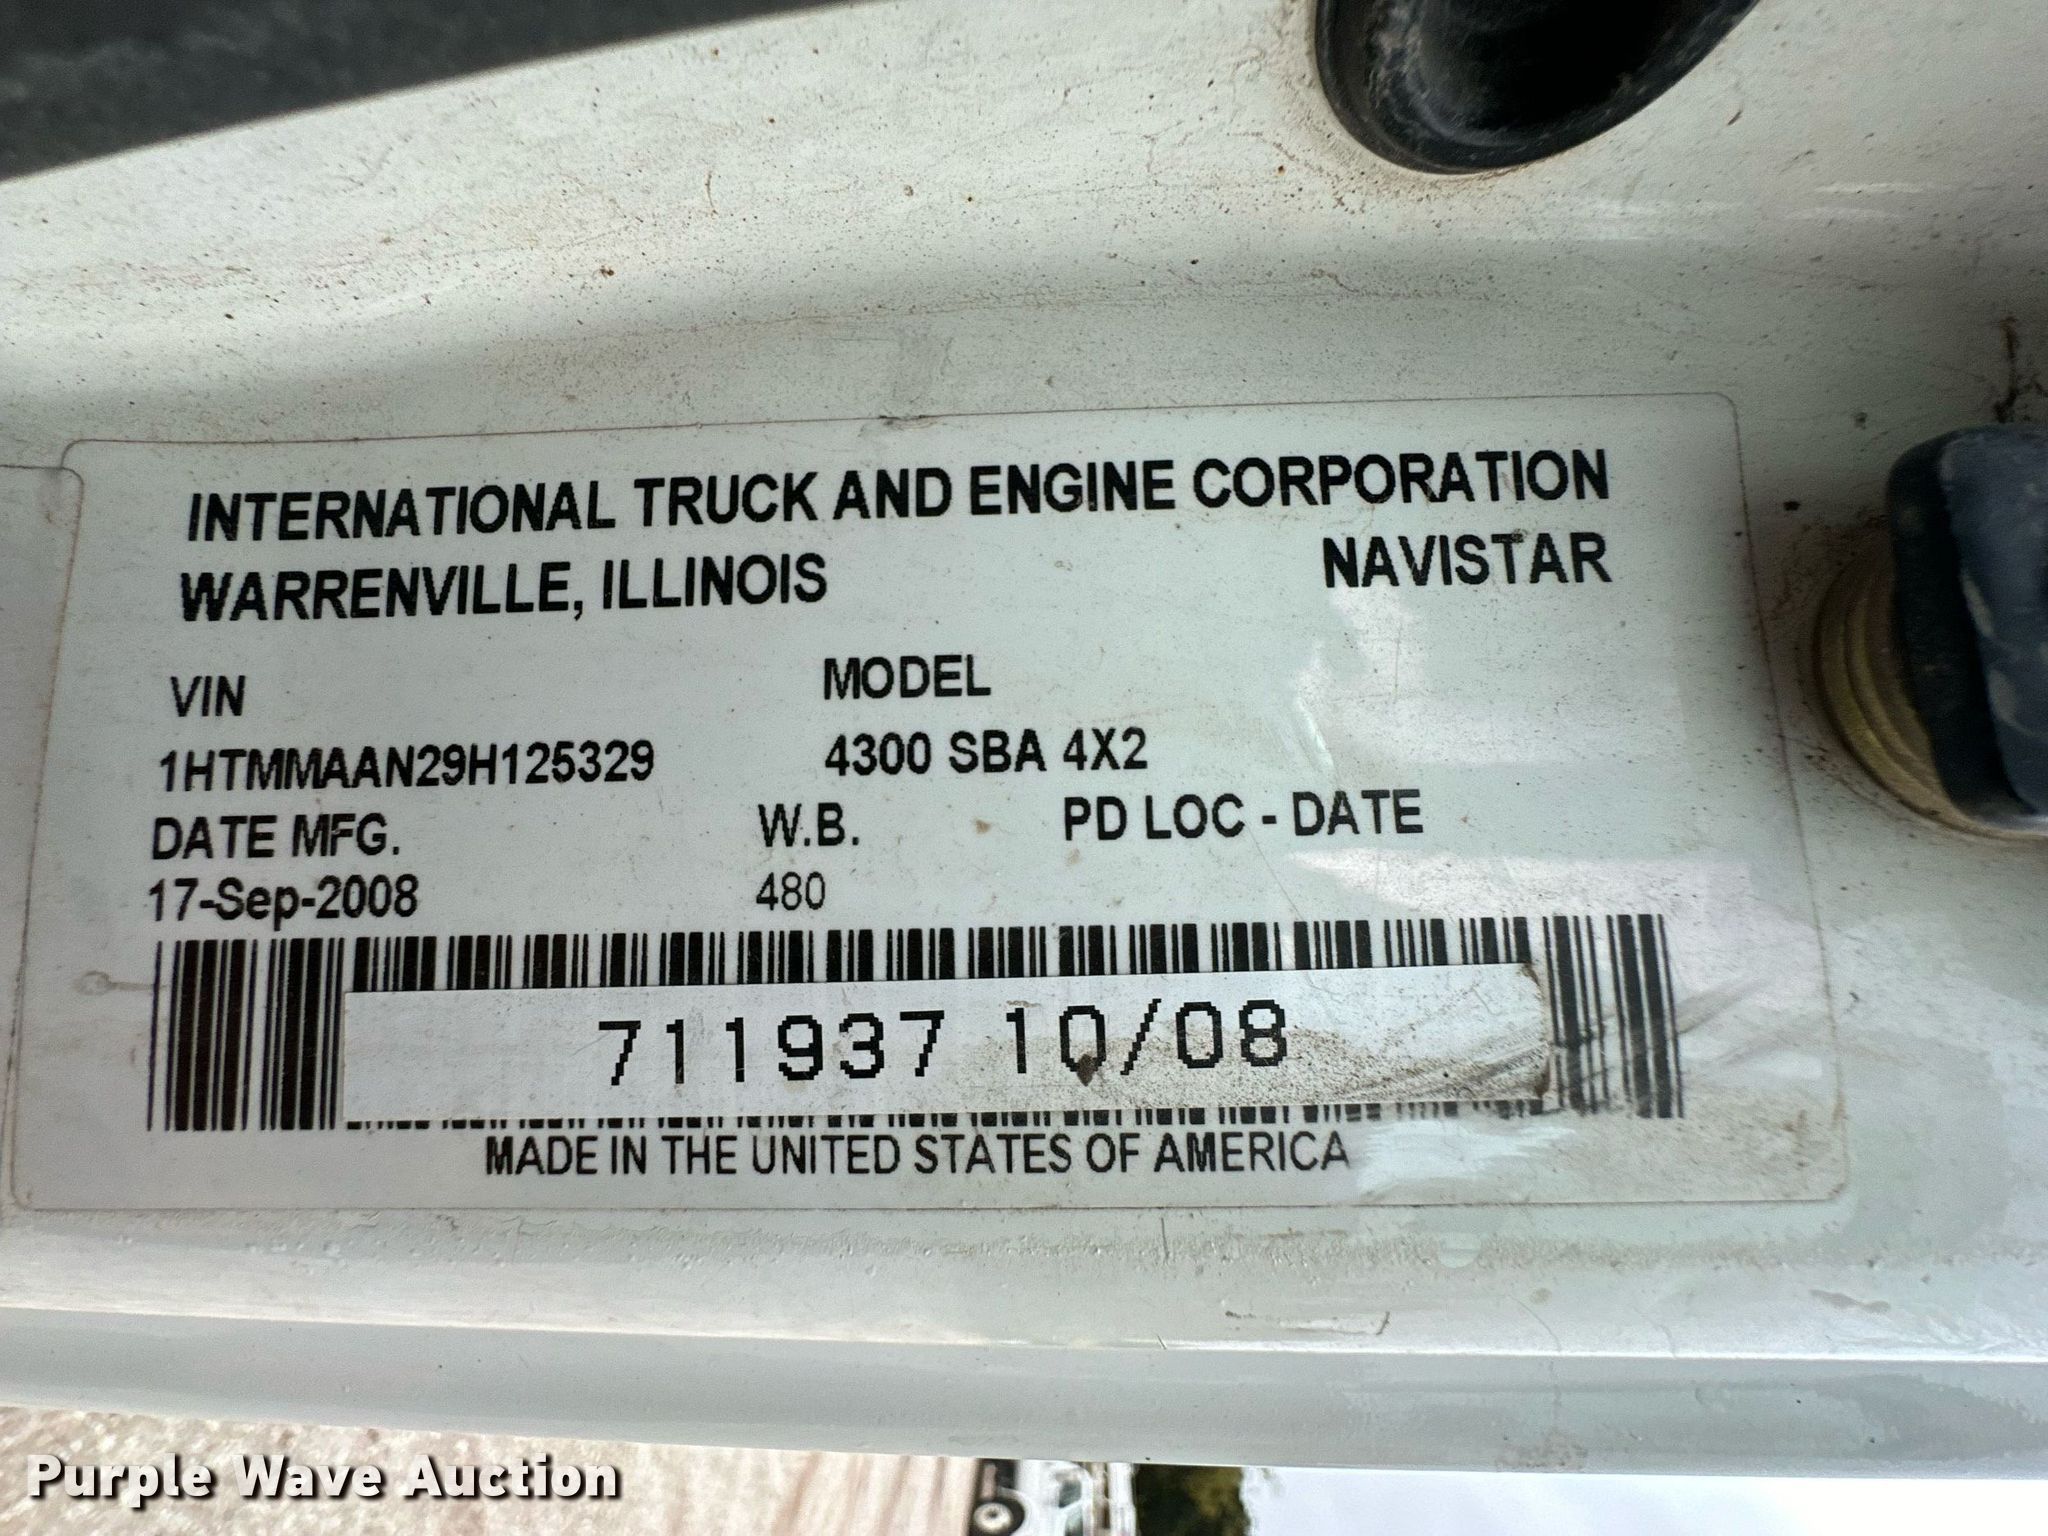 INTERNATIONAL TRUCK AND ENGINE CORPORATION
WARRENVILLE, ILLINOIS NAVISTAR
VIN MODEL
1HTMMAAN29H125329 4300 SBA 4X2
DATE MFG. W.B. PD LOC - DATE
17-Sep-2008 480
711937 10/08
MADE IN THE UNITED STATES OF AMERICA
Purple Wave Auction